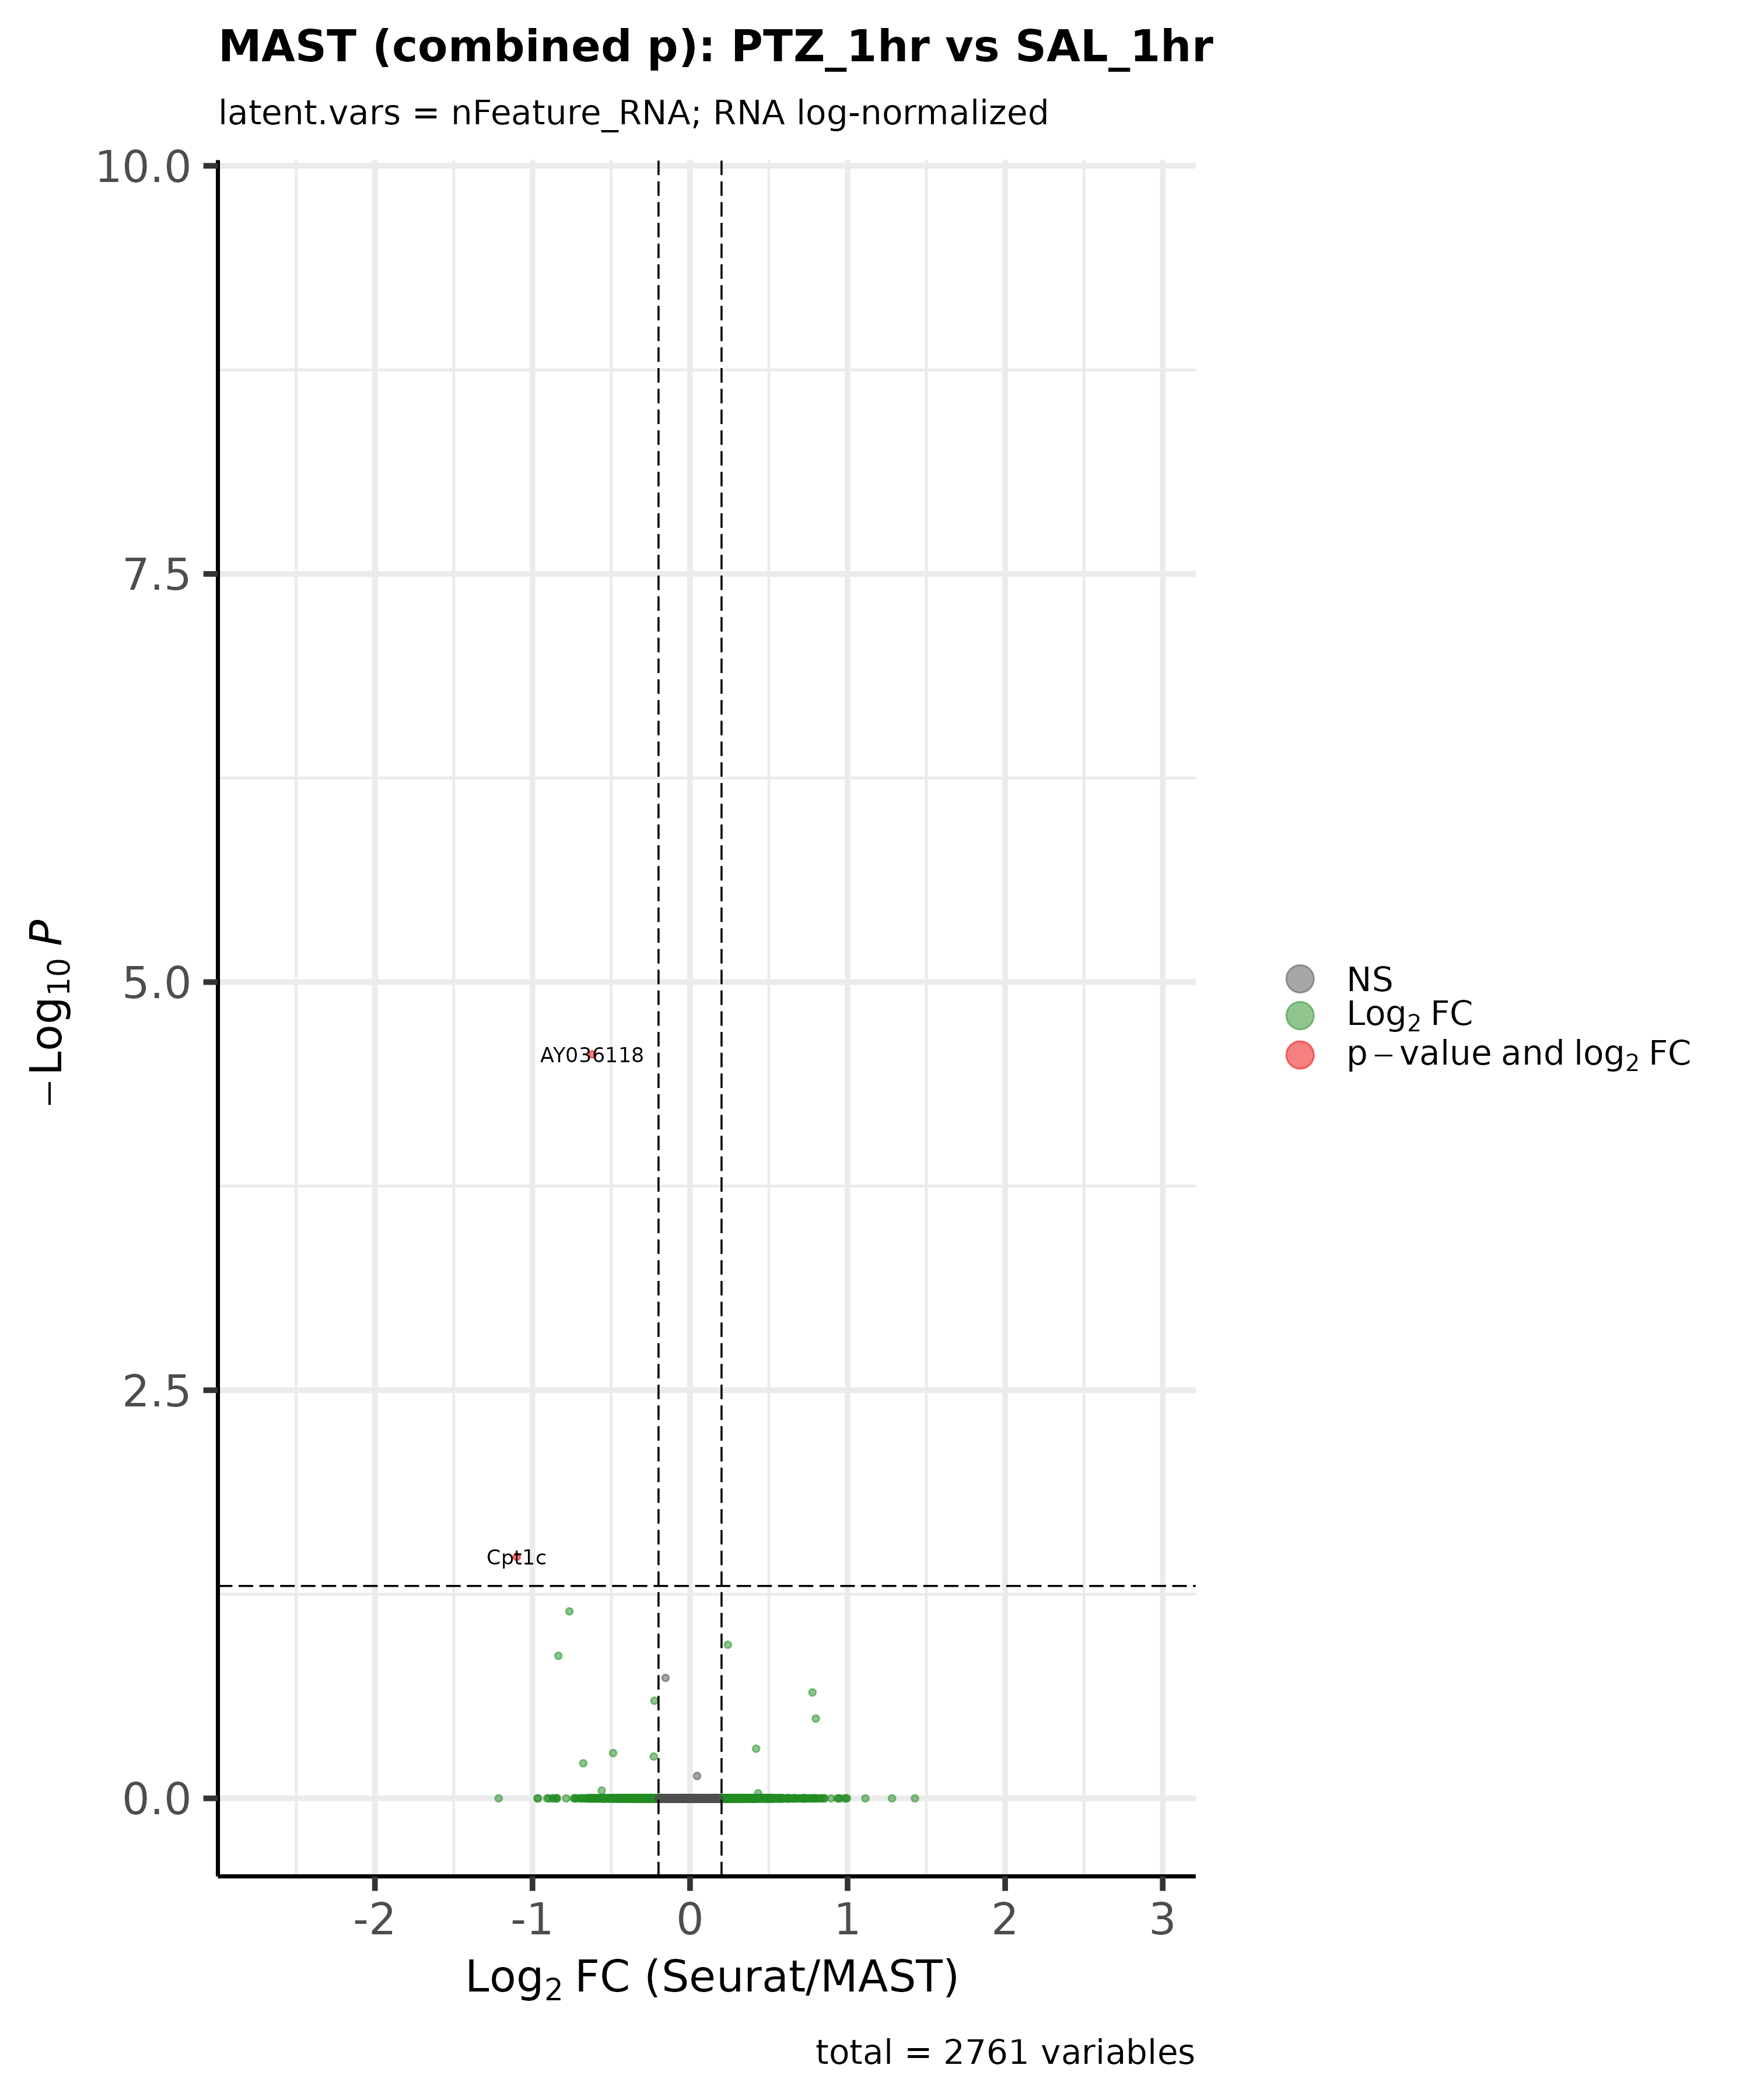 MAST (combined p): PTZ_1hr vs SAL_1hr
latent.vars = nFeature_RNA; RNA log-normalized
10.0
7.5
5.0
2.5
0.0
−Log₁₀ P
AY036118
Cpt1c
NS
Log₂ FC
p − value and log₂ FC
-2 -1 0 1 2 3
Log₂ FC (Seurat/MAST)
total = 2761 variables